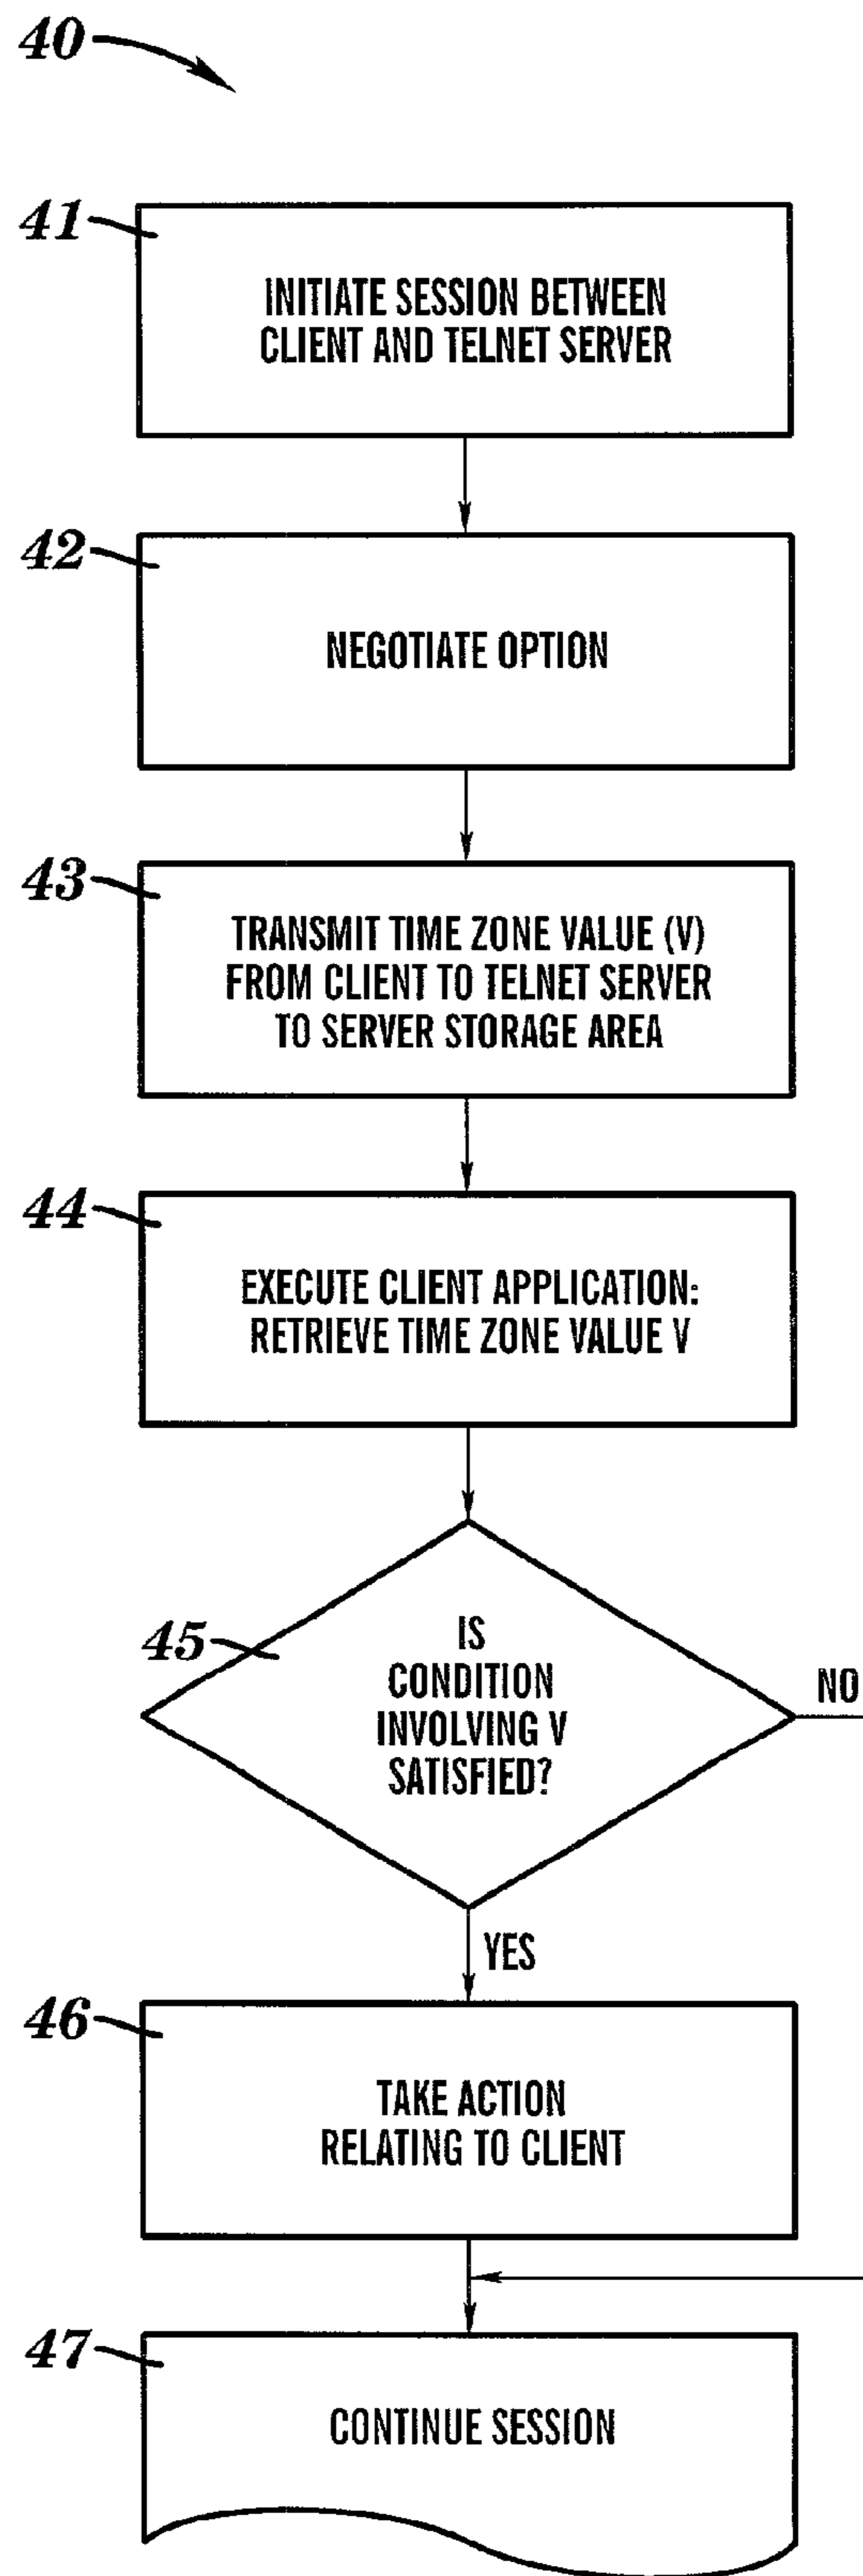 40
41
INITIATE SESSION BETWEEN
CLIENT AND TELNET SERVER
42
NEGOTIATE OPTION
43
TRANSMIT TIME ZONE VALUE (V)
FROM CLIENT TO TELNET SERVER
TO SERVER STORAGE AREA
44
EXECUTE CLIENT APPLICATION:
RETRIEVE TIME ZONE VALUE V
45
IS
CONDITION
INVOLVING V
SATISFIED?
NO
YES
46
TAKE ACTION
RELATING TO CLIENT
47
CONTINUE SESSION